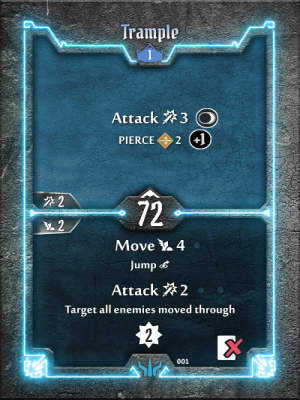 Trample
1
Attack 3
PIERCE 2 +1
2
72
2
Move 4
Jump
Attack 2
Target all enemies moved through
2
001